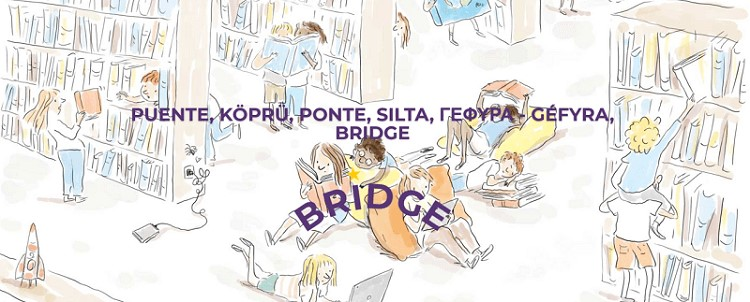 PUENTE, KÖPRÜ, PONTE, SILTA, ΓΕΦΥΡΑ - GÉFYRA,
BRIDGE
BRIDGE